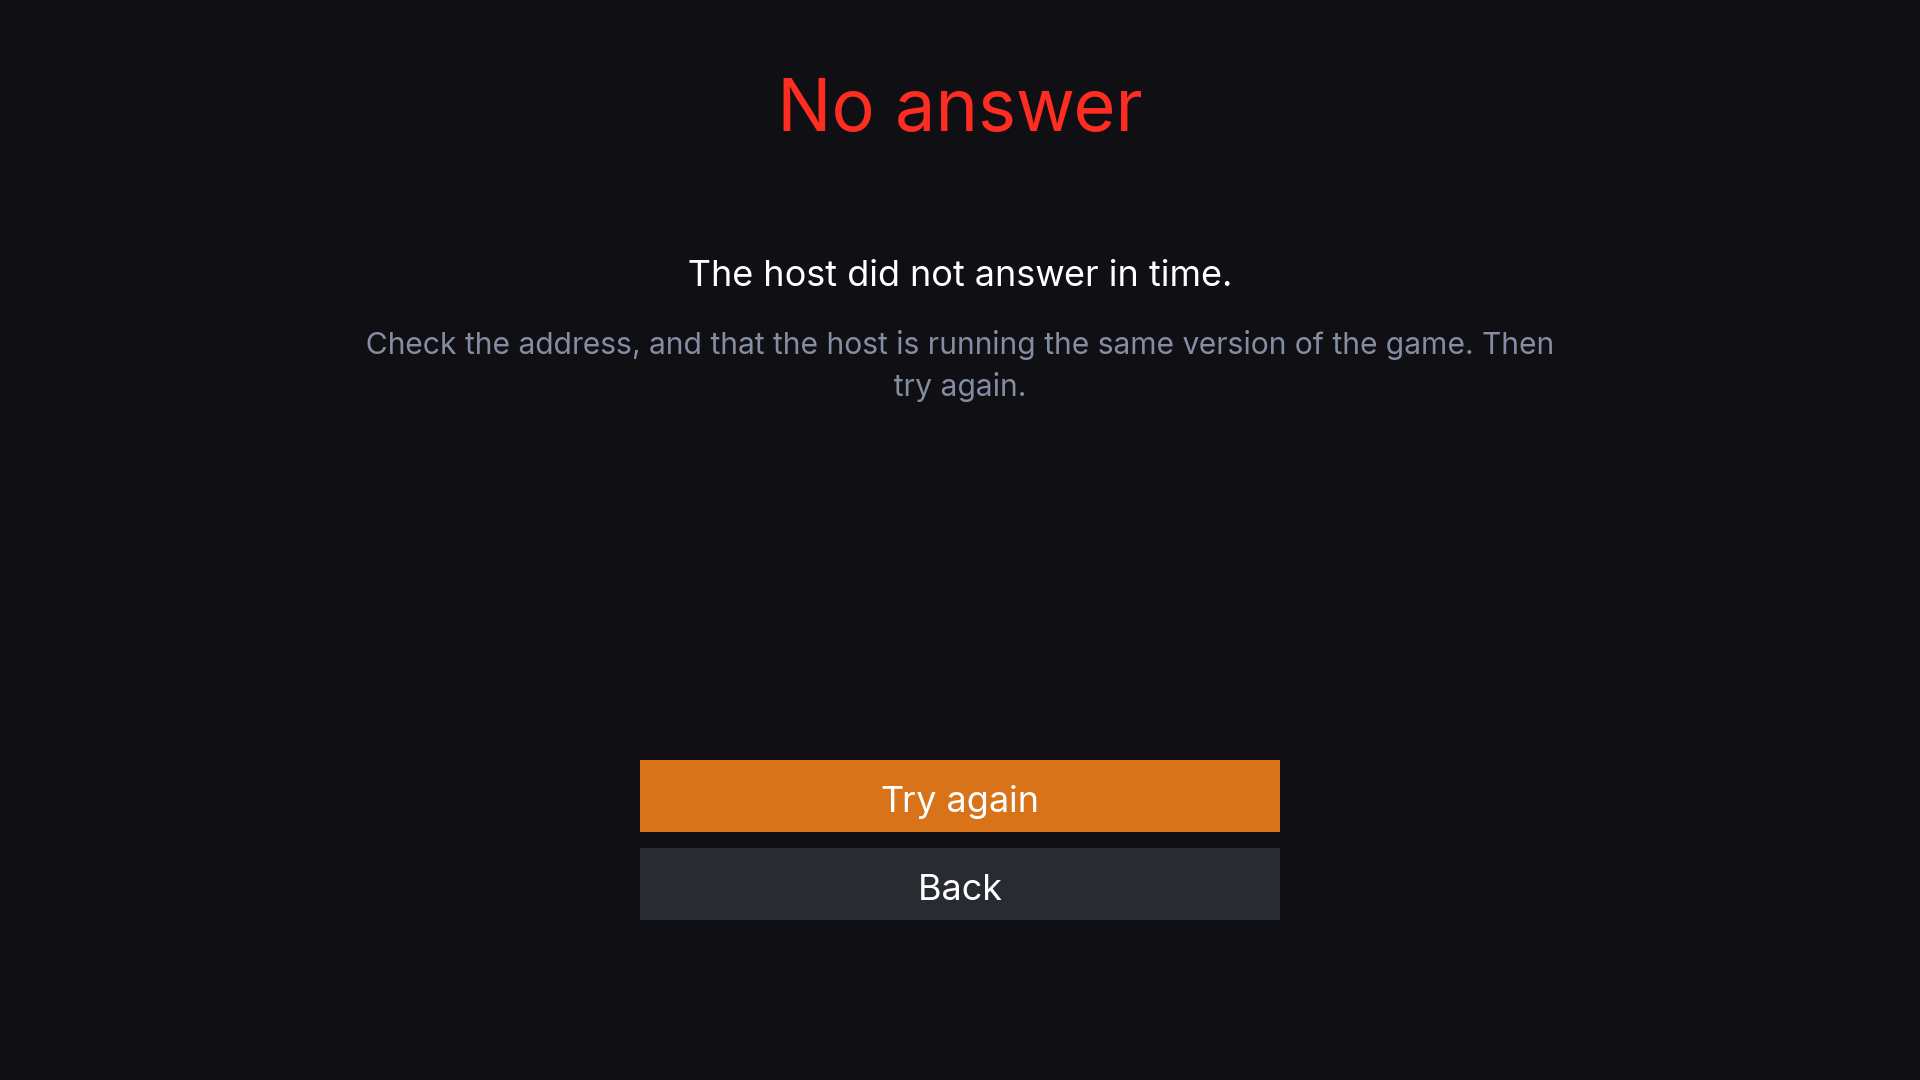 No answer
The host did not answer in time.
Check the address, and that the host is running the same version of the game. Then
try again.
Try again
Back